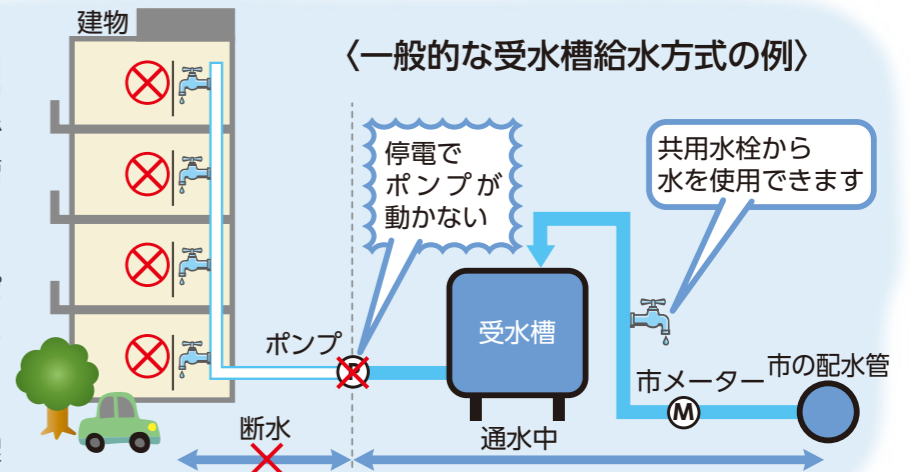 建物
〈一般的な受水槽給水方式の例〉
停電で
ポンプが
動かない
共用水栓から
水を使用できます
受水槽
ポンプ
P
市メーター
M
市の配水管
断水
通水中